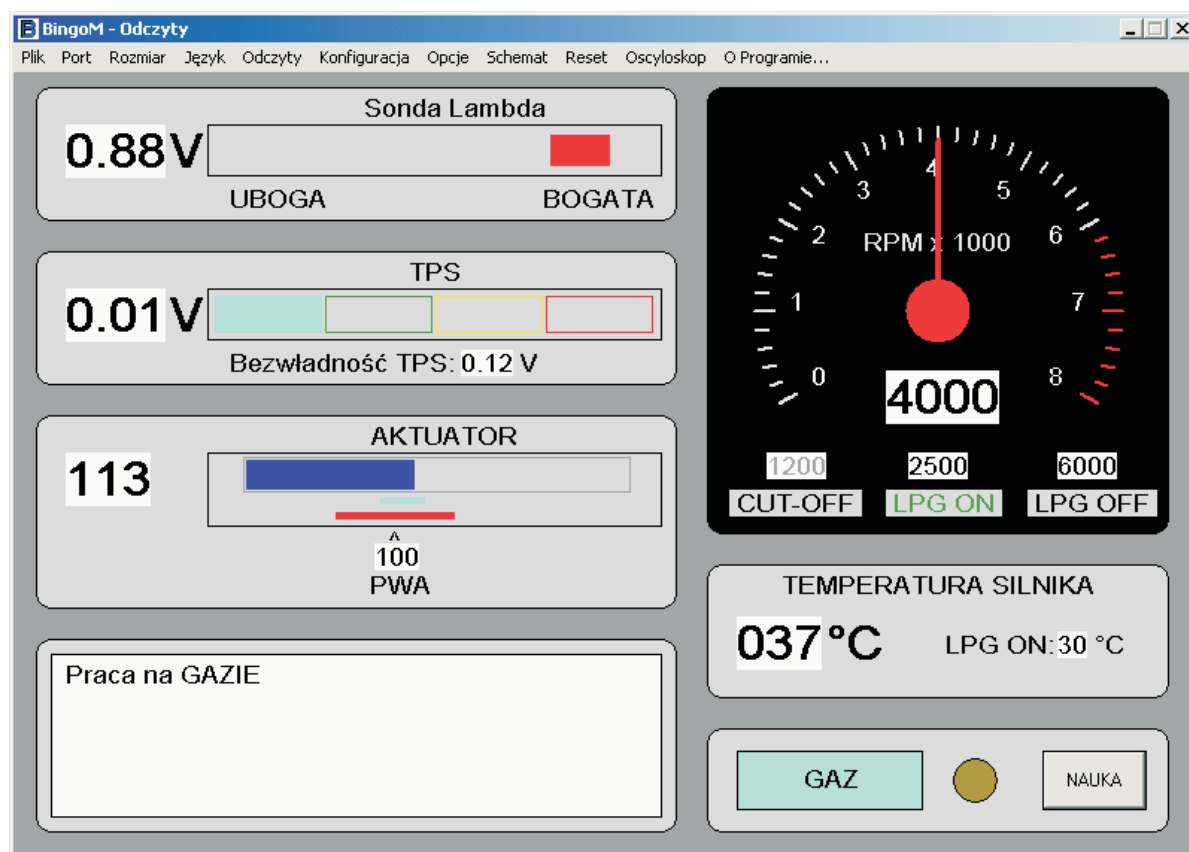 BingoM - Odczyty
Plik Port Rozmiar Język Odczyty Konfiguracja Opcje Schemat Reset Oscyloskop O Programie...
Sonda Lambda
0.88 V
UBOGA BOGATA
TPS
0.01 V
Bezwładność TPS: 0.12 V
AKTUATOR
113
^
100
PWA
Praca na GAZIE
0 1 2 3 4 5 6 7 8
RPM x 1000
4000
1200 2500 6000
CUT-OFF LPG ON LPG OFF
TEMPERATURA SILNIKA
037 °C LPG ON: 30 °C
GAZ NAUKA